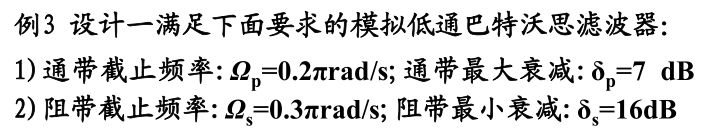 例3 设计一满足下面要求的模拟低通巴特沃思滤波器:
1)通带截止频率:Ωp=0.2πrad/s; 通带最大衰减:δp=7 dB
2)阻带截止频率:Ωs=0.3πrad/s; 阻带最小衰减:δs=16dB